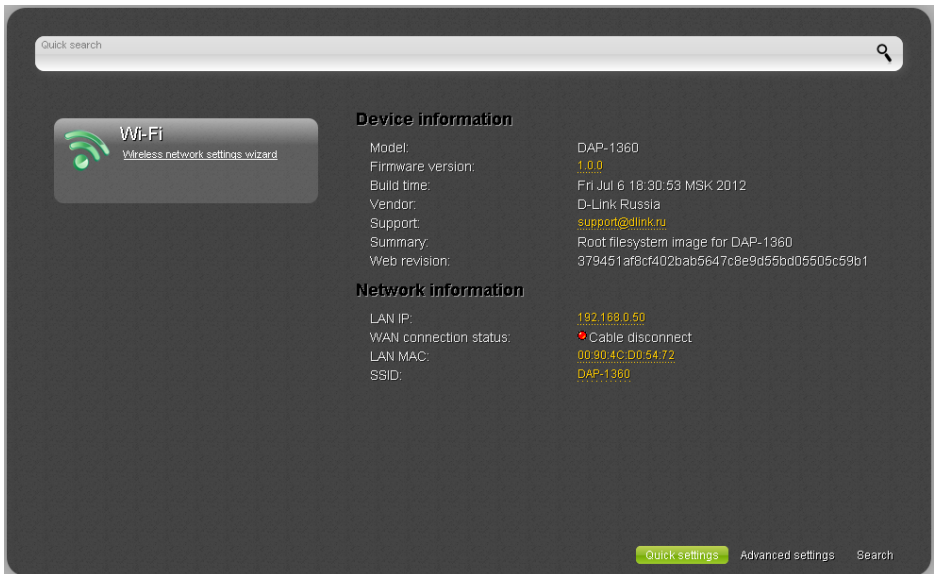 Quick search
Wi-Fi
Wireless network settings wizard
Device information
Model: DAP-1360
Firmware version: 1.0.0
Build time: Fri Jul 6 18:30:53 MSK 2012
Vendor: D-Link Russia
Support: support@dlink.ru
Summary: Root filesystem image for DAP-1360
Web revision: 379451af8cf402bab5647c8e9d55bd05505c59b1
Network information
LAN IP: 192.168.0.50
WAN connection status: Cable disconnect
LAN MAC: 00:90:4C:D0:54:72
SSID: DAP-1360
Quick settings Advanced settings Search